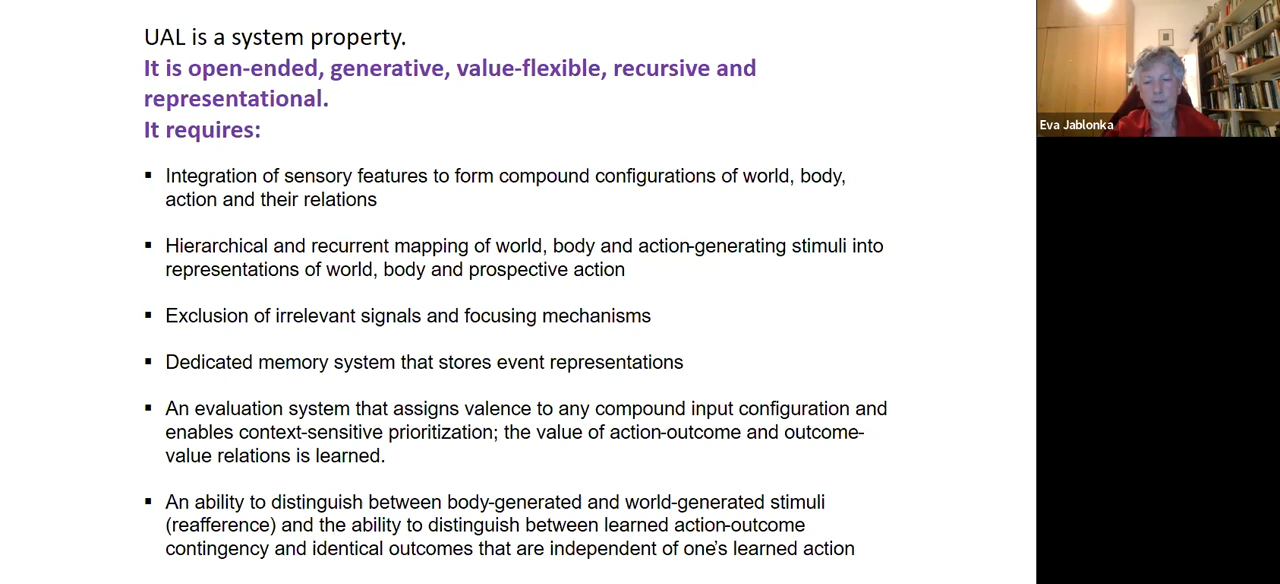 UAL is a system property.
It is open-ended, generative, value-flexible, recursive and
representational.
It requires:
▪ Integration of sensory features to form compound configurations of world, body,
action and their relations
▪ Hierarchical and recurrent mapping of world, body and action-generating stimuli into
representations of world, body and prospective action
▪ Exclusion of irrelevant signals and focusing mechanisms
▪ Dedicated memory system that stores event representations
▪ An evaluation system that assigns valence to any compound input configuration and
enables context-sensitive prioritization; the value of action-outcome and outcome-
value relations is learned.
▪ An ability to distinguish between body-generated and world-generated stimuli
(reafference) and the ability to distinguish between learned action-outcome
contingency and identical outcomes that are independent of one’s learned action
Eva Jablonka